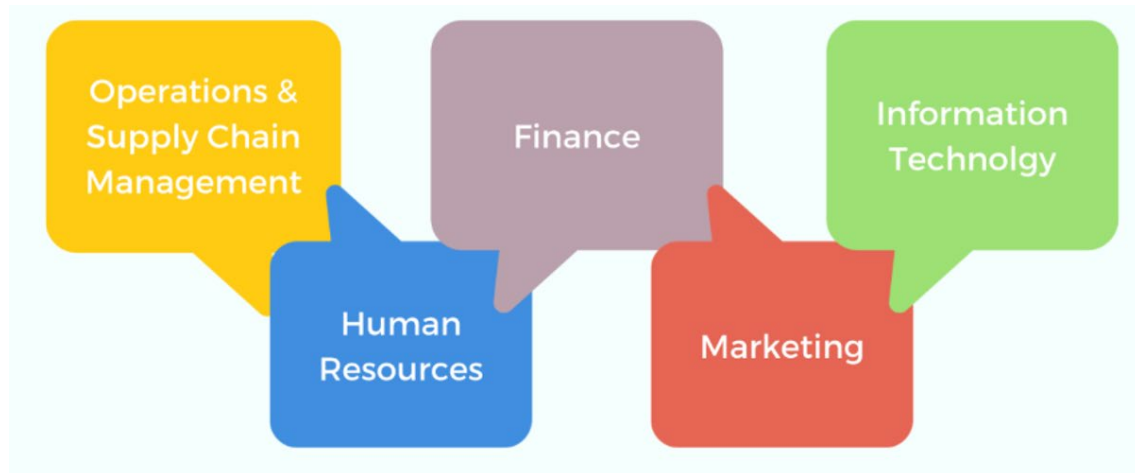 Operations &
Supply Chain
Management
Human
Resources
Finance
Marketing
Information
Technolgy